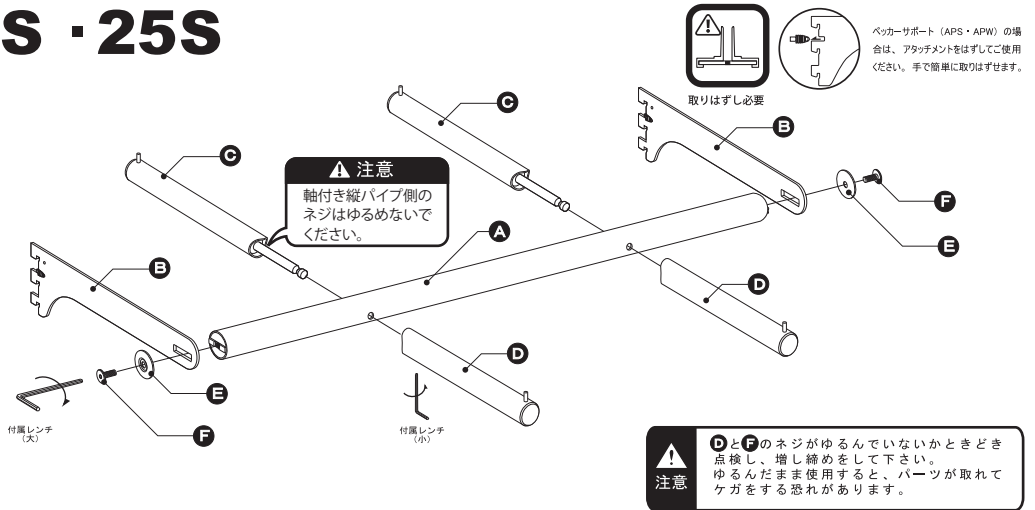 S・25S
ペッカーサポート（APS・APW）の場
合は、アタッチメントをはずしてご使用
ください。手で簡単に取りはずせます。
取りはずし必要
C
B
C
注意
軸付き縦パイプ側の
ネジはゆるめないで
ください。
A
F
E
B
D
D
E
F
付属レンチ
（大）
付属レンチ
（小）
注意
DとFのネジがゆるんでいないかときどき
点検し、増し締めをして下さい。
ゆるんだまま使用すると、パーツが取れて
ケガをする恐れがあります。